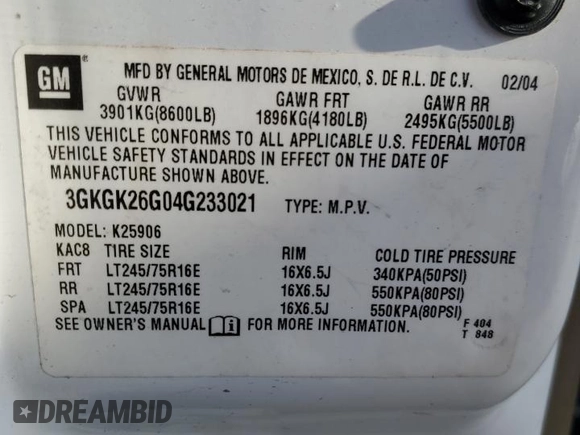 GM ®
MFD BY GENERAL MOTORS DE MEXICO, S. DE R.L. DE C.V. 02/04
GVWR GAWR FRT GAWR RR
3901KG(8600LB) 1896KG(4180LB) 2495KG(5500LB)
THIS VEHICLE CONFORMS TO ALL APPLICABLE U.S. FEDERAL MOTOR
VEHICLE SAFETY STANDARDS IN EFFECT ON THE DATE OF
MANUFACTURE SHOWN ABOVE.
3GKGK26G04G233021 TYPE: M.P.V.
MODEL: K25906
KAC8 TIRE SIZE RIM COLD TIRE PRESSURE
FRT LT245/75R16E 16X6.5J 340KPA(50PSI)
RR LT245/75R16E 16X6.5J 550KPA(80PSI)
SPA LT245/75R16E 16X6.5J 550KPA(80PSI)
SEE OWNER'S MANUAL FOR MORE INFORMATION. F 404
T 848
DREAMBID